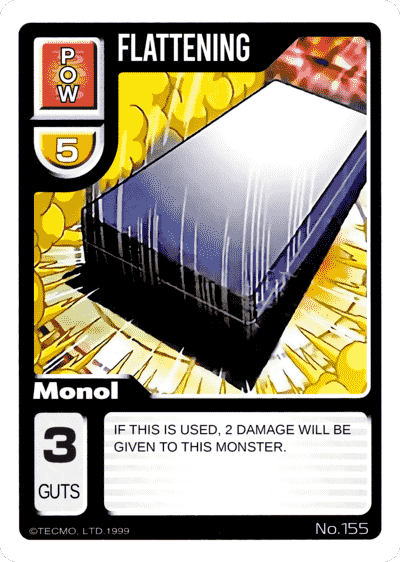 FLATTENING
POW
5
Monol
3
GUTS
IF THIS IS USED, 2 DAMAGE WILL BE
GIVEN TO THIS MONSTER.
©TECMO, LTD.1999
No.155